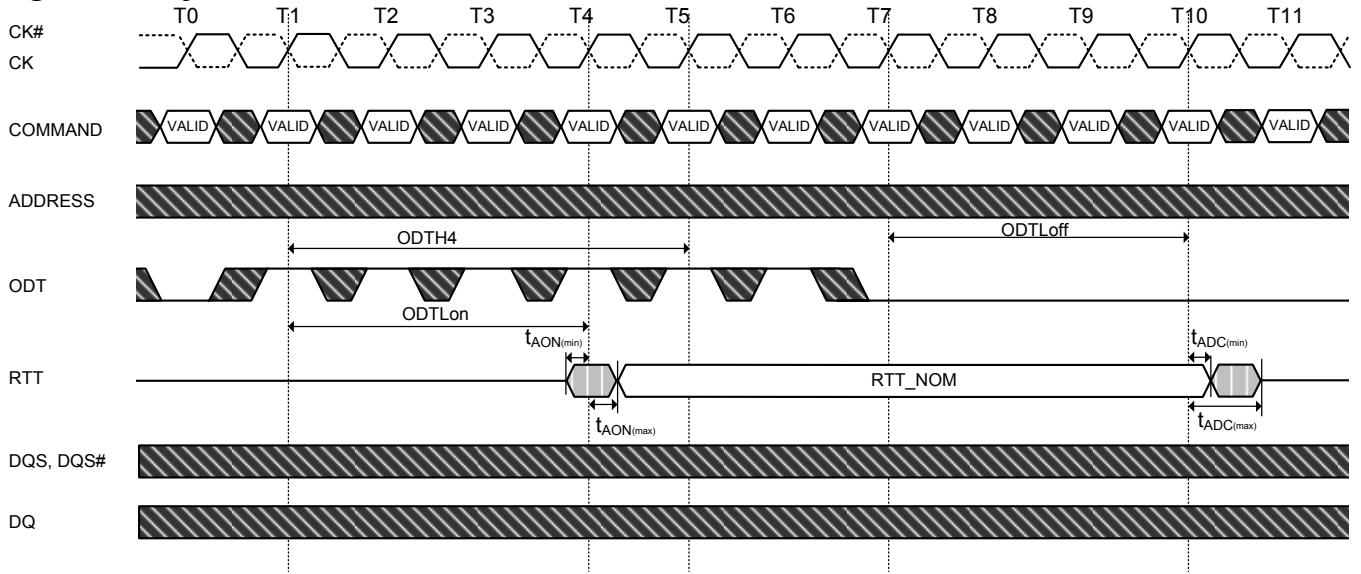 T0 T1 T2 T3 T4 T5 T6 T7 T8 T9 T10 T11
CK#
CK
COMMAND VALID VALID VALID VALID VALID VALID VALID VALID VALID VALID VALID VALID
ADDRESS
ODTH4 ODTLoff
ODT
ODTLon
tAON(min) tADC(min)
RTT RTT_NOM
tAON(max) tADC(max)
DQS, DQS#
DQ